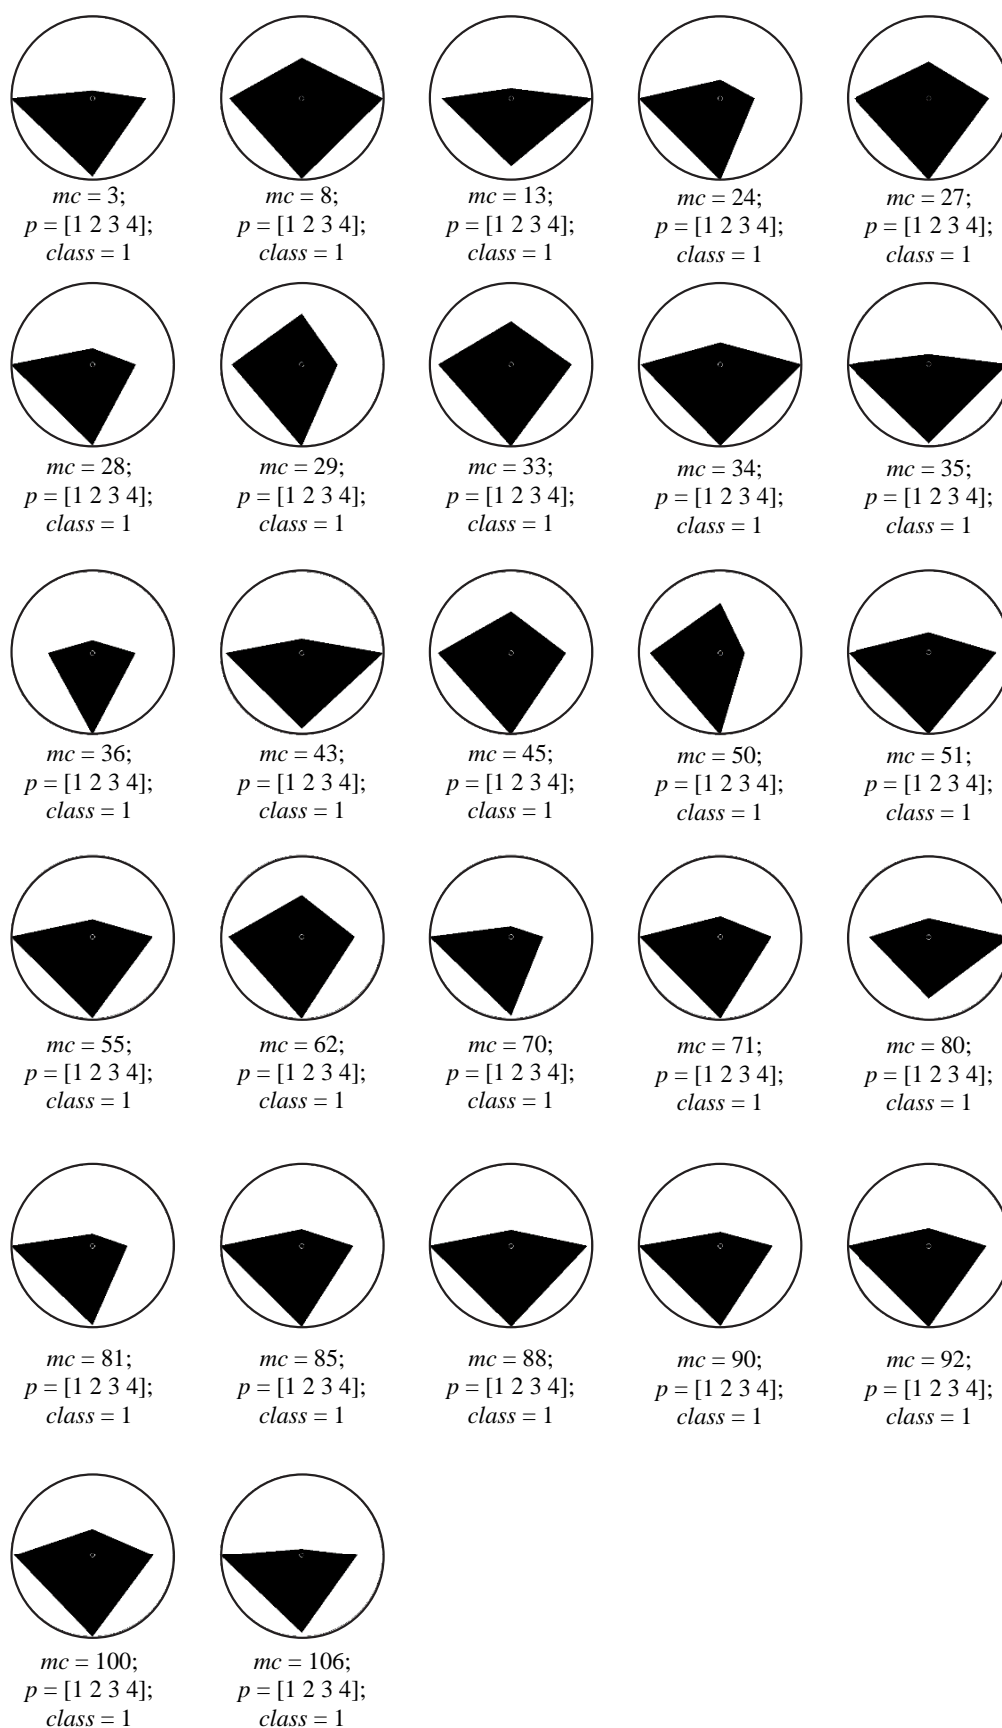 mc = 3;
p = [1 2 3 4];
class = 1
mc = 8;
p = [1 2 3 4];
class = 1
mc = 13;
p = [1 2 3 4];
class = 1
mc = 24;
p = [1 2 3 4];
class = 1
mc = 27;
p = [1 2 3 4];
class = 1
mc = 28;
p = [1 2 3 4];
class = 1
mc = 29;
p = [1 2 3 4];
class = 1
mc = 33;
p = [1 2 3 4];
class = 1
mc = 34;
p = [1 2 3 4];
class = 1
mc = 35;
p = [1 2 3 4];
class = 1
mc = 36;
p = [1 2 3 4];
class = 1
mc = 43;
p = [1 2 3 4];
class = 1
mc = 45;
p = [1 2 3 4];
class = 1
mc = 50;
p = [1 2 3 4];
class = 1
mc = 51;
p = [1 2 3 4];
class = 1
mc = 55;
p = [1 2 3 4];
class = 1
mc = 62;
p = [1 2 3 4];
class = 1
mc = 70;
p = [1 2 3 4];
class = 1
mc = 71;
p = [1 2 3 4];
class = 1
mc = 80;
p = [1 2 3 4];
class = 1
mc = 81;
p = [1 2 3 4];
class = 1
mc = 85;
p = [1 2 3 4];
class = 1
mc = 88;
p = [1 2 3 4];
class = 1
mc = 90;
p = [1 2 3 4];
class = 1
mc = 92;
p = [1 2 3 4];
class = 1
mc = 100;
p = [1 2 3 4];
class = 1
mc = 106;
p = [1 2 3 4];
class = 1